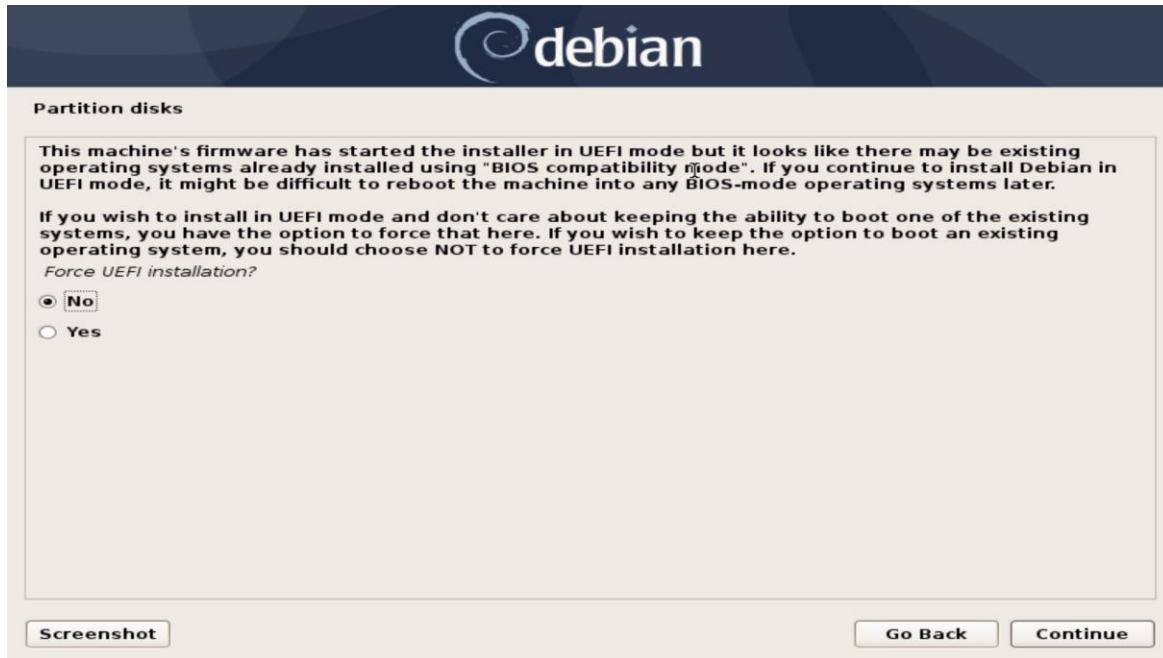 debian
Partition disks
This machine's firmware has started the installer in UEFI mode but it looks like there may be existing
operating systems already installed using "BIOS compatibility mode". If you continue to install Debian in
UEFI mode, it might be difficult to reboot the machine into any BIOS-mode operating systems later.
If you wish to install in UEFI mode and don't care about keeping the ability to boot one of the existing
systems, you have the option to force that here. If you wish to keep the option to boot an existing
operating system, you should choose NOT to force UEFI installation here.
Force UEFI installation?
No
Yes
Screenshot
Go Back
Continue